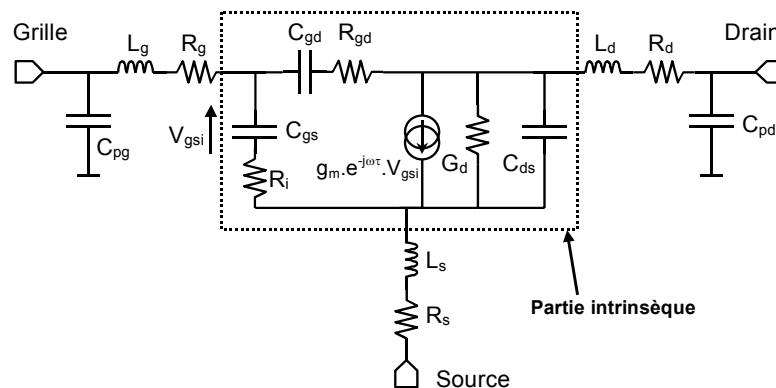 Grille
L_g
R_g
C_gd
R_gd
L_d
R_d
Drain
C_pg
V_gsi
C_gs
R_i
g_m.e^-jωτ.V_gsi
G_d
C_ds
C_pd
L_s
R_s
Partie intrinsèque
Source